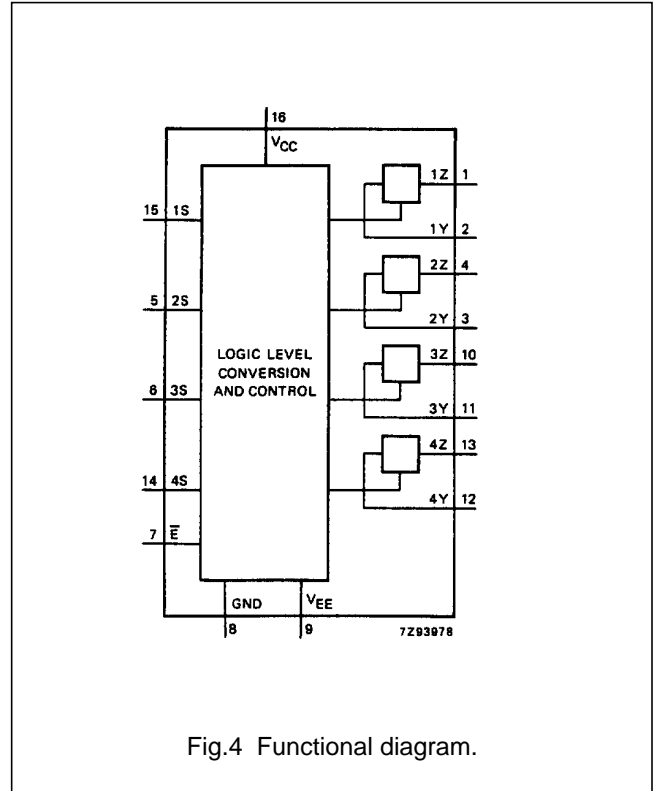 16
VCC
1Z 1
15 1S
1Y 2
2Z 4
5 2S
2Y 3
LOGIC LEVEL
CONVERSION
AND CONTROL
3Z 10
6 3S
3Y 11
4Z 13
14 4S
4Y 12
7 E̅
GND
VEE
8
9
7Z93978
Fig.4 Functional diagram.